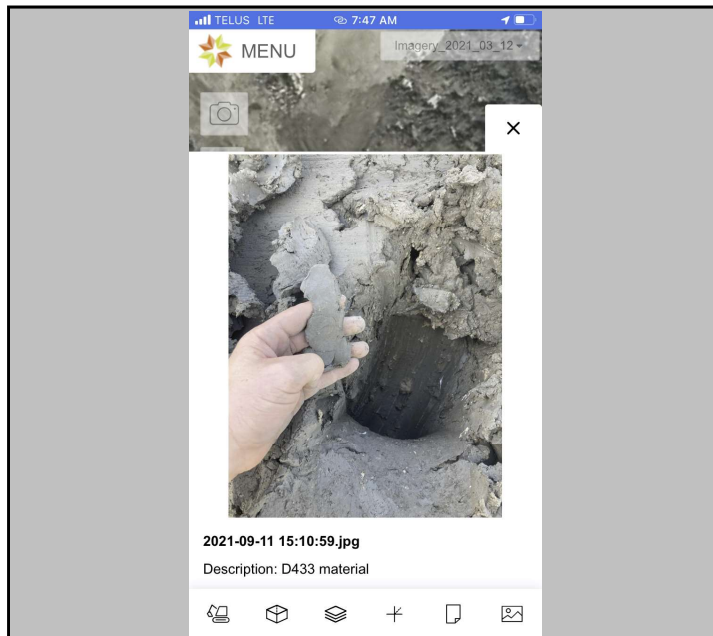 TELUS LTE 7:47 AM
MENU
Imagery_2021_03_12
2021-09-11 15:10:59.jpg
Description: D433 material